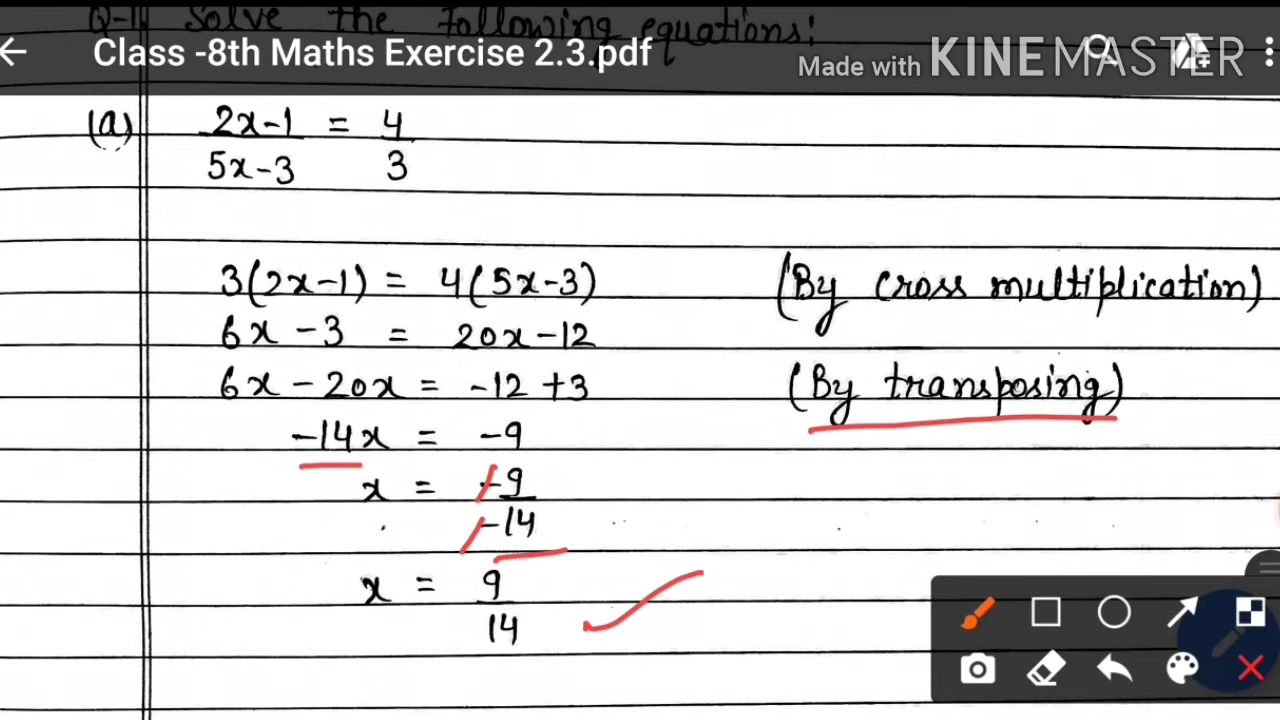 Q-1. Solve the following equations:
Class -8th Maths Exercise 2.3.pdf
Made with KINEMASTER
(a) 2x-1 = 4
5x-3 3
3(2x-1) = 4(5x-3) (By cross multiplication)
6x -3 = 20x-12
6x - 20x = -12 +3 (By transposing)
-14x = -9
x = -9
-14
x = 9
14